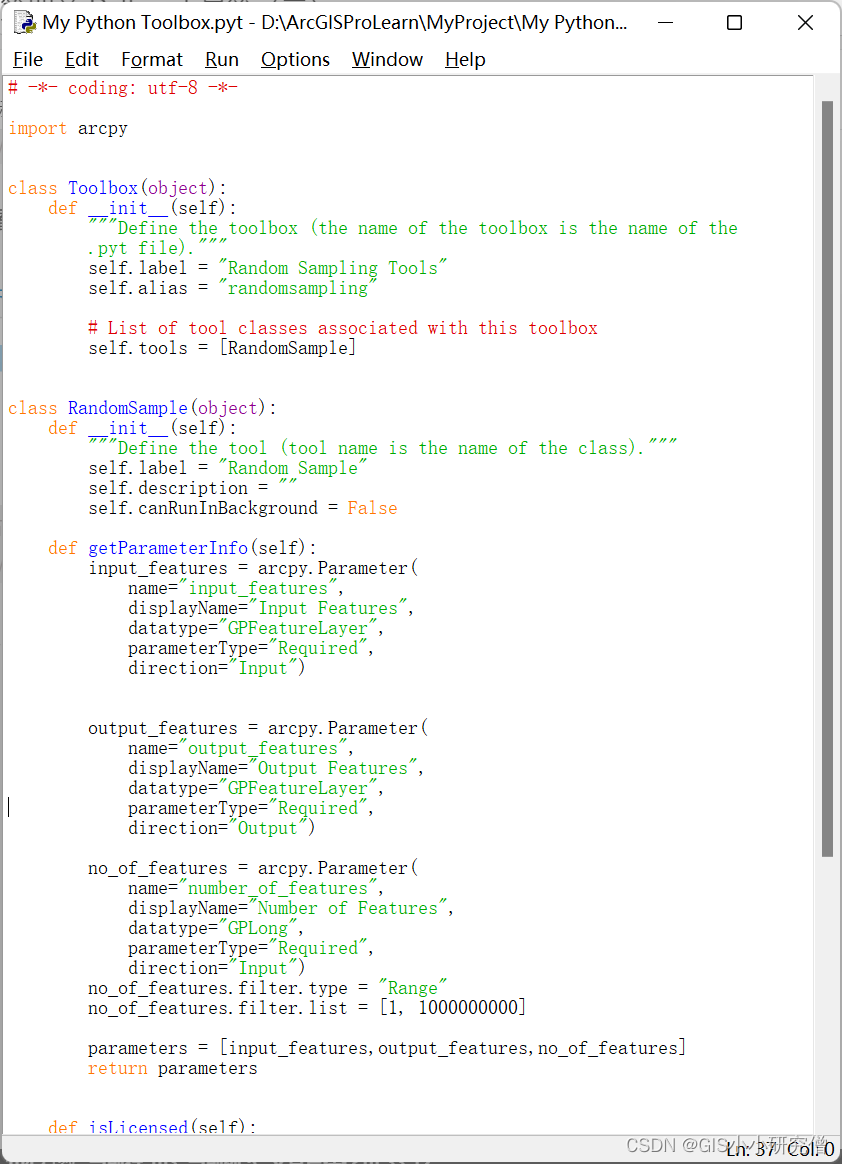 My Python Toolbox.pyt - D:\ArcGISProLearn\MyProject\My Python...
File Edit Format Run Options Window Help
# -*- coding: utf-8 -*-

import arcpy


class Toolbox(object):
    def __init__(self):
        """Define the toolbox (the name of the toolbox is the name of the
        .pyt file)."""
        self.label = "Random Sampling Tools"
        self.alias = "randomsampling"

        # List of tool classes associated with this toolbox
        self.tools = [RandomSample]


class RandomSample(object):
    def __init__(self):
        """Define the tool (tool name is the name of the class)."""
        self.label = "Random Sample"
        self.description = ""
        self.canRunInBackground = False

    def getParameterInfo(self):
        input_features = arcpy.Parameter(
            name="input_features",
            displayName="Input Features",
            datatype="GPFeatureLayer",
            parameterType="Required",
            direction="Input")


        output_features = arcpy.Parameter(
            name="output_features",
            displayName="Output Features",
            datatype="GPFeatureLayer",
            parameterType="Required",
            direction="Output")

        no_of_features = arcpy.Parameter(
            name="number_of_features",
            displayName="Number of Features",
            datatype="GPLong",
            parameterType="Required",
            direction="Input")
        no_of_features.filter.type = "Range"
        no_of_features.filter.list = [1, 1000000000]

        parameters = [input_features,output_features,no_of_features]
        return parameters


    def isLicensed(self):
CSDN @GIS小小研究僧
Ln: 37 Col: 0